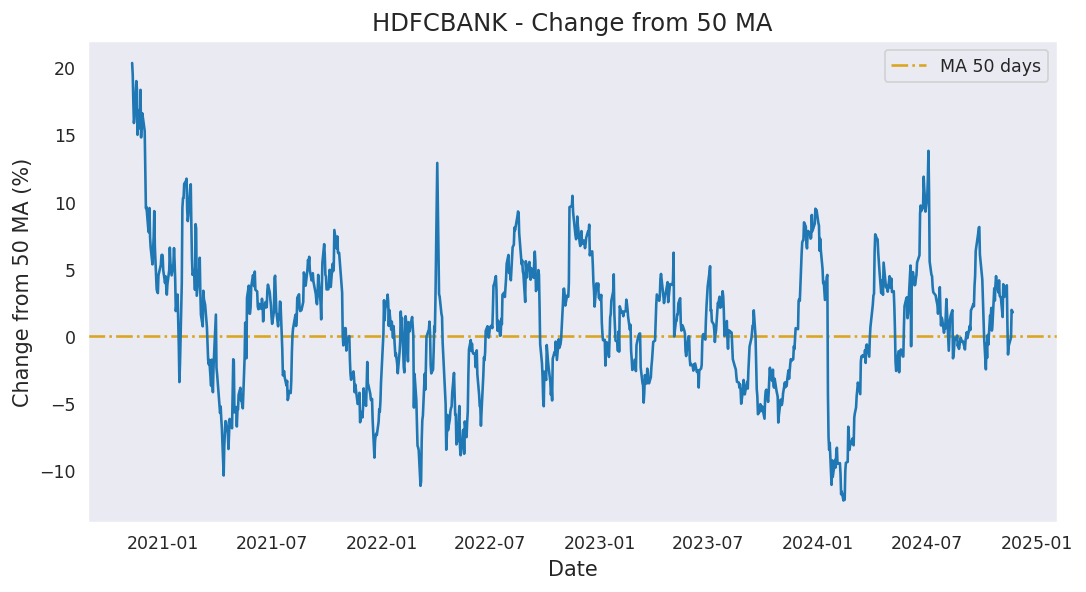 HDFCBANK - Change from 50 MA
MA 50 days
Change from 50 MA (%)
20
15
10
5
0
−5
−10
2021-01 2021-07 2022-01 2022-07 2023-01 2023-07 2024-01 2024-07 2025-01
Date